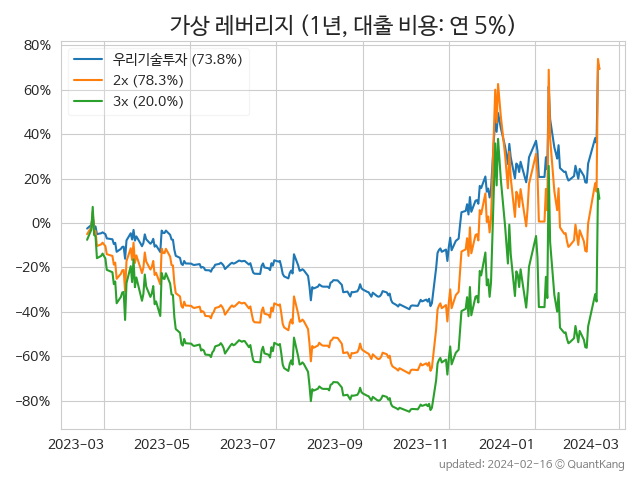 가상 레버리지 (1년, 대출 비용: 연 5%)
우리기술투자 (73.8%)
2x (78.3%)
3x (20.0%)
80%
60%
40%
20%
0%
−20%
−40%
−60%
−80%
2023-03 2023-05 2023-07 2023-09 2023-11 2024-01 2024-03
updated: 2024-02-16 © QuantKang